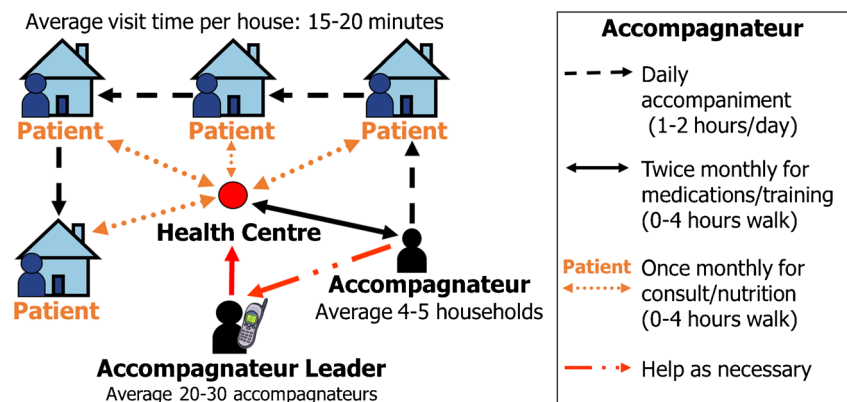 Average visit time per house: 15-20 minutes
Patient
Patient
Patient
Patient
Health Centre
Accompagnateur
Average 4-5 households
Accompagnateur Leader
Average 20-30 accompagnateurs
Accompagnateur
Daily
accompaniment
(1-2 hours/day)
Twice monthly for
medications/training
(0-4 hours walk)
Patient
Once monthly for
consult/nutrition
(0-4 hours walk)
Help as necessary